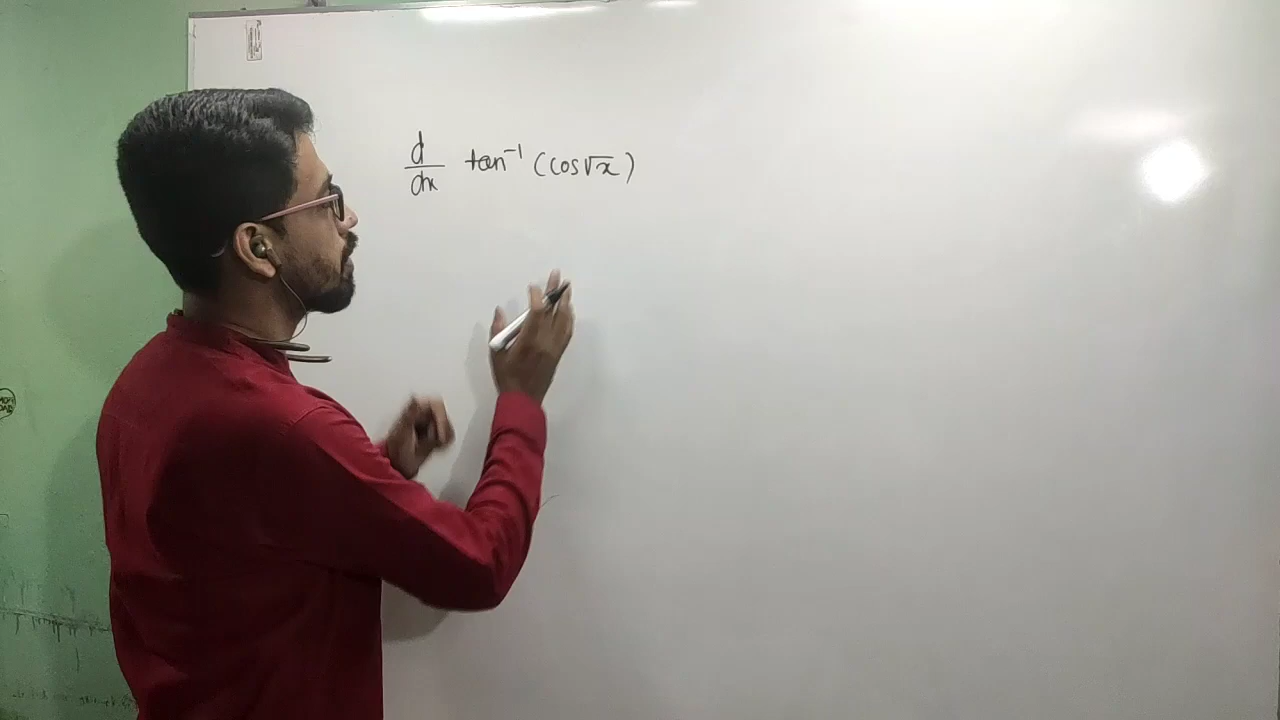 d/dx tan⁻¹ (cos√x)